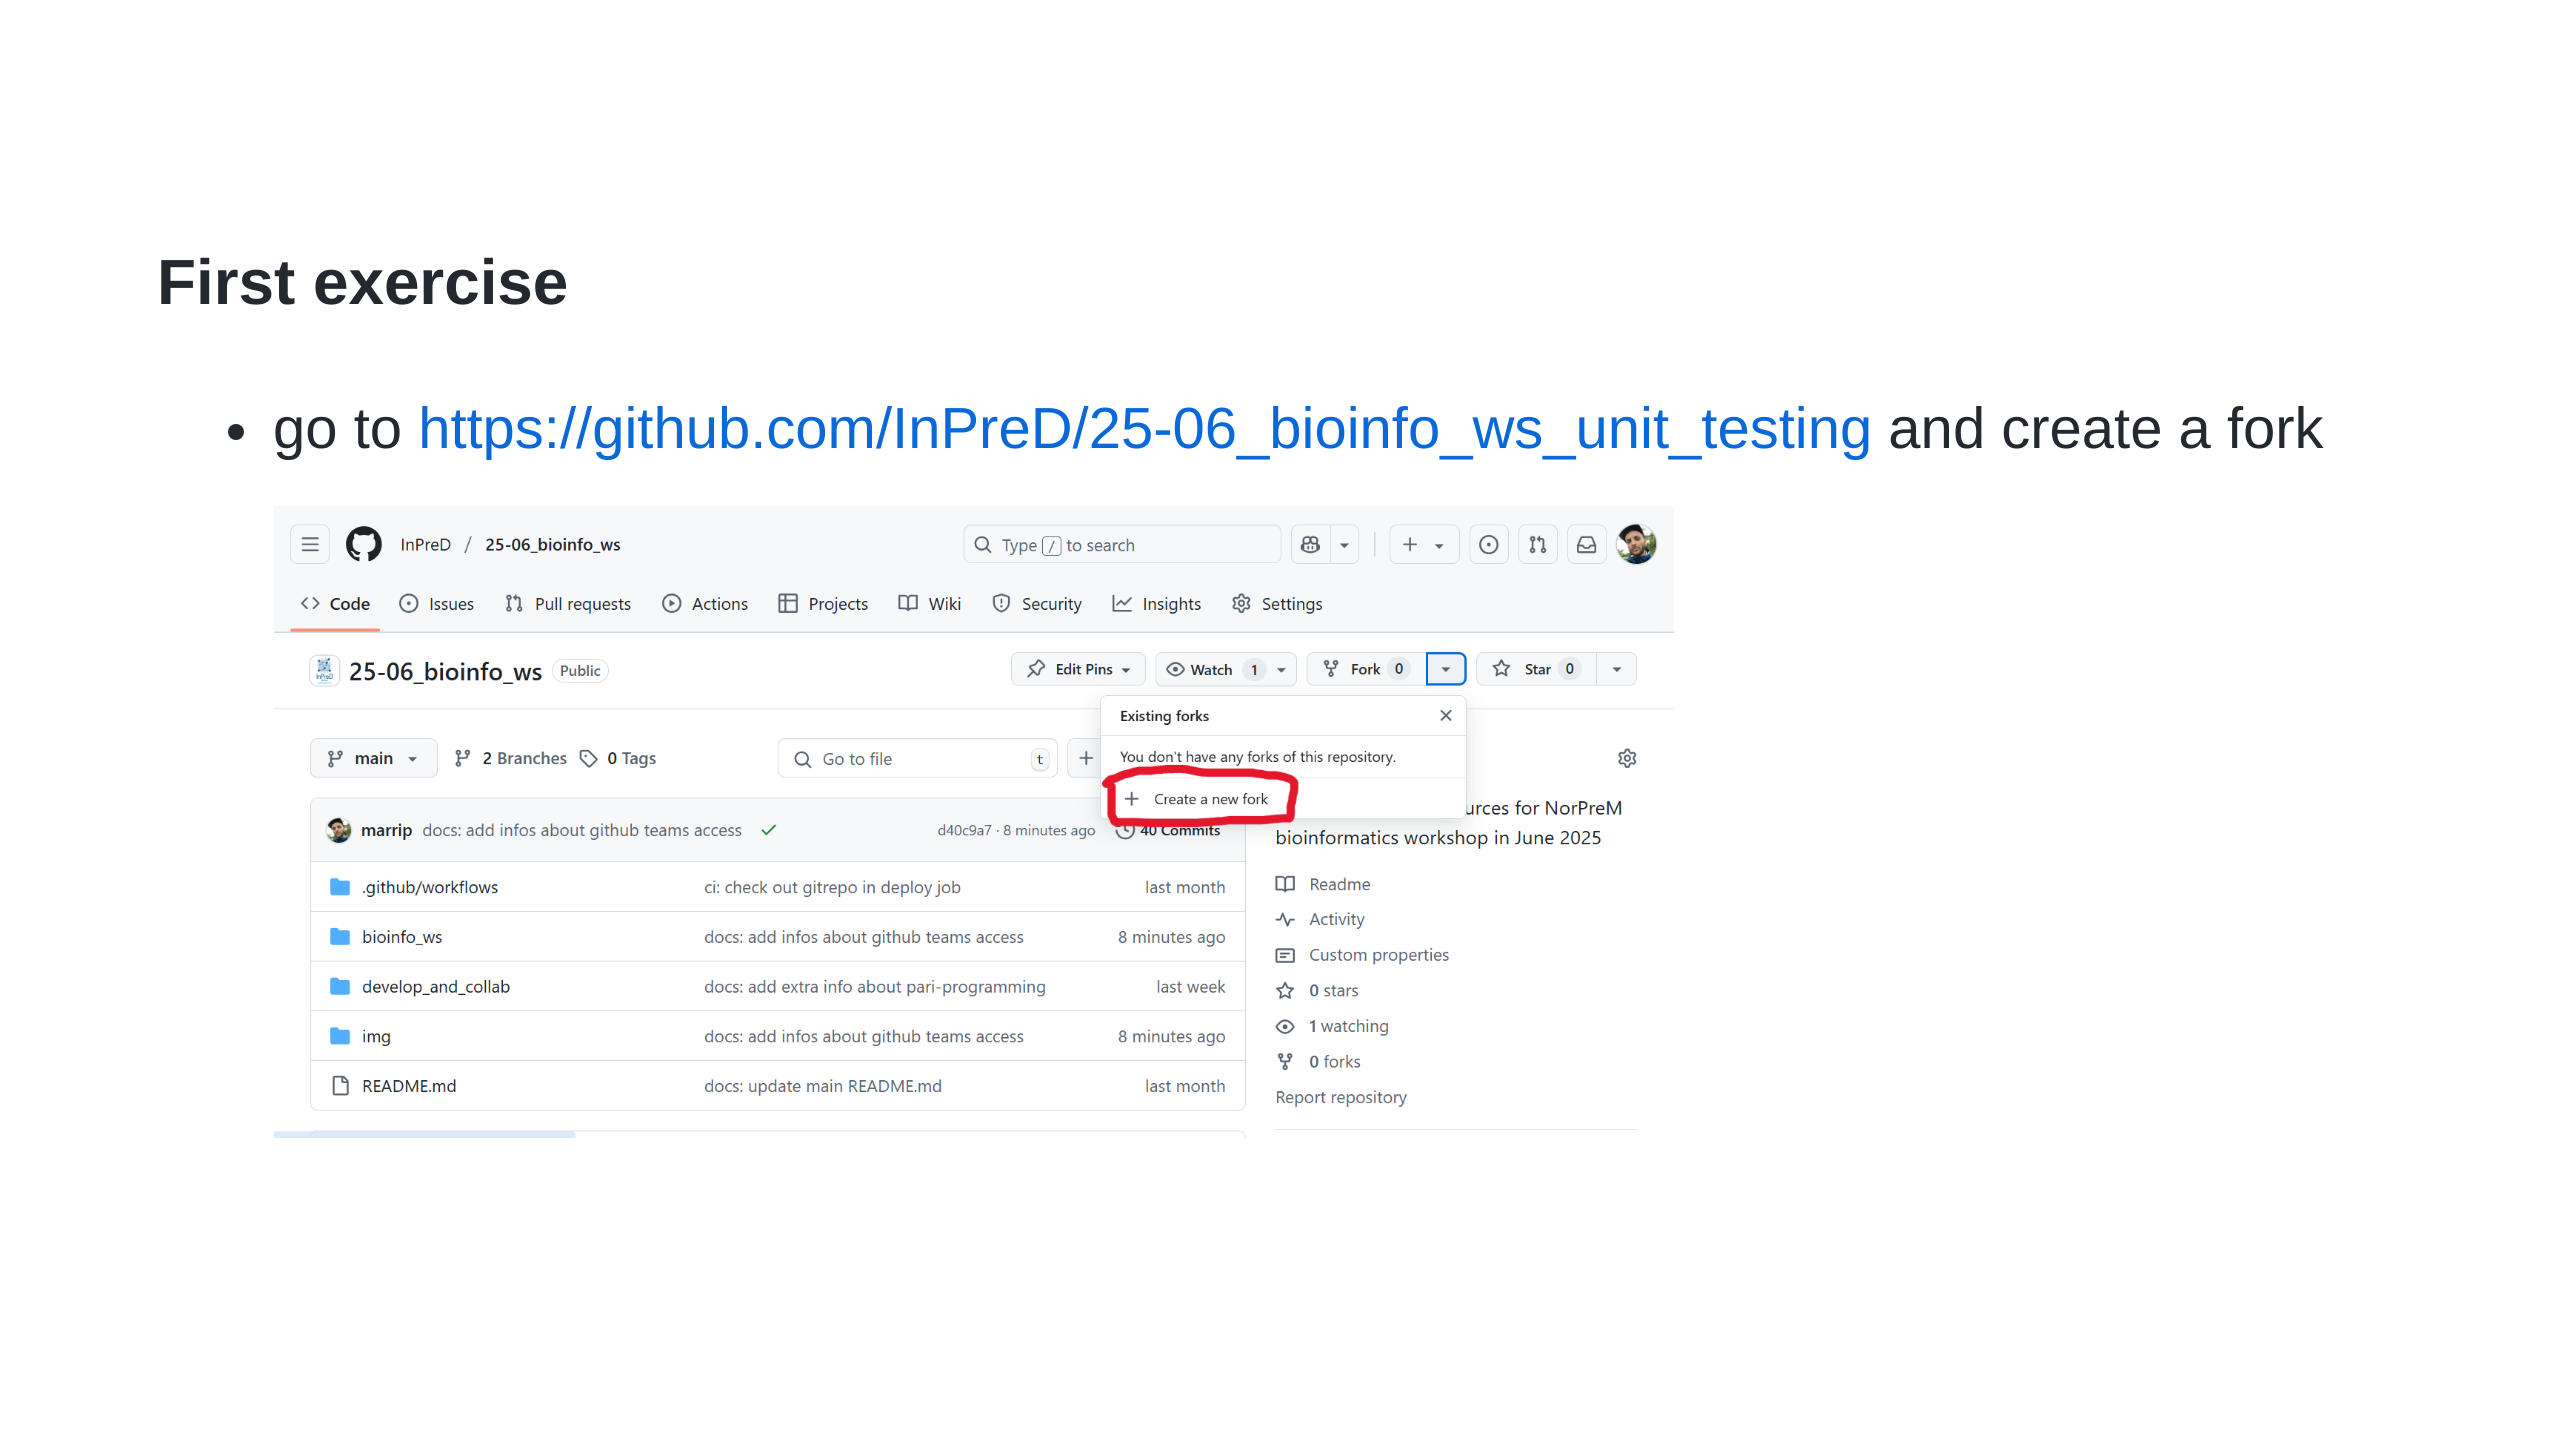 First exercise
• go to https://github.com/InPreD/25-06_bioinfo_ws_unit_testing and create a fork
InPreD / 25-06_bioinfo_ws
Type / to search
Code Issues Pull requests Actions Projects Wiki Security Insights Settings
25-06_bioinfo_ws Public
Edit Pins Watch 1 Fork 0 Star 0
Existing forks
You don't have any forks of this repository.
Create a new fork
main 2 Branches 0 Tags
Go to file t
marrip docs: add infos about github teams access d40c9a7 · 8 minutes ago 40 Commits
.github/workflows ci: check out gitrepo in deploy job last month
bioinfo_ws docs: add infos about github teams access 8 minutes ago
develop_and_collab docs: add extra info about pari-programming last week
img docs: add infos about github teams access 8 minutes ago
README.md docs: update main README.md last month
urces for NorPreM
bioinformatics workshop in June 2025
Readme
Activity
Custom properties
0 stars
1 watching
0 forks
Report repository